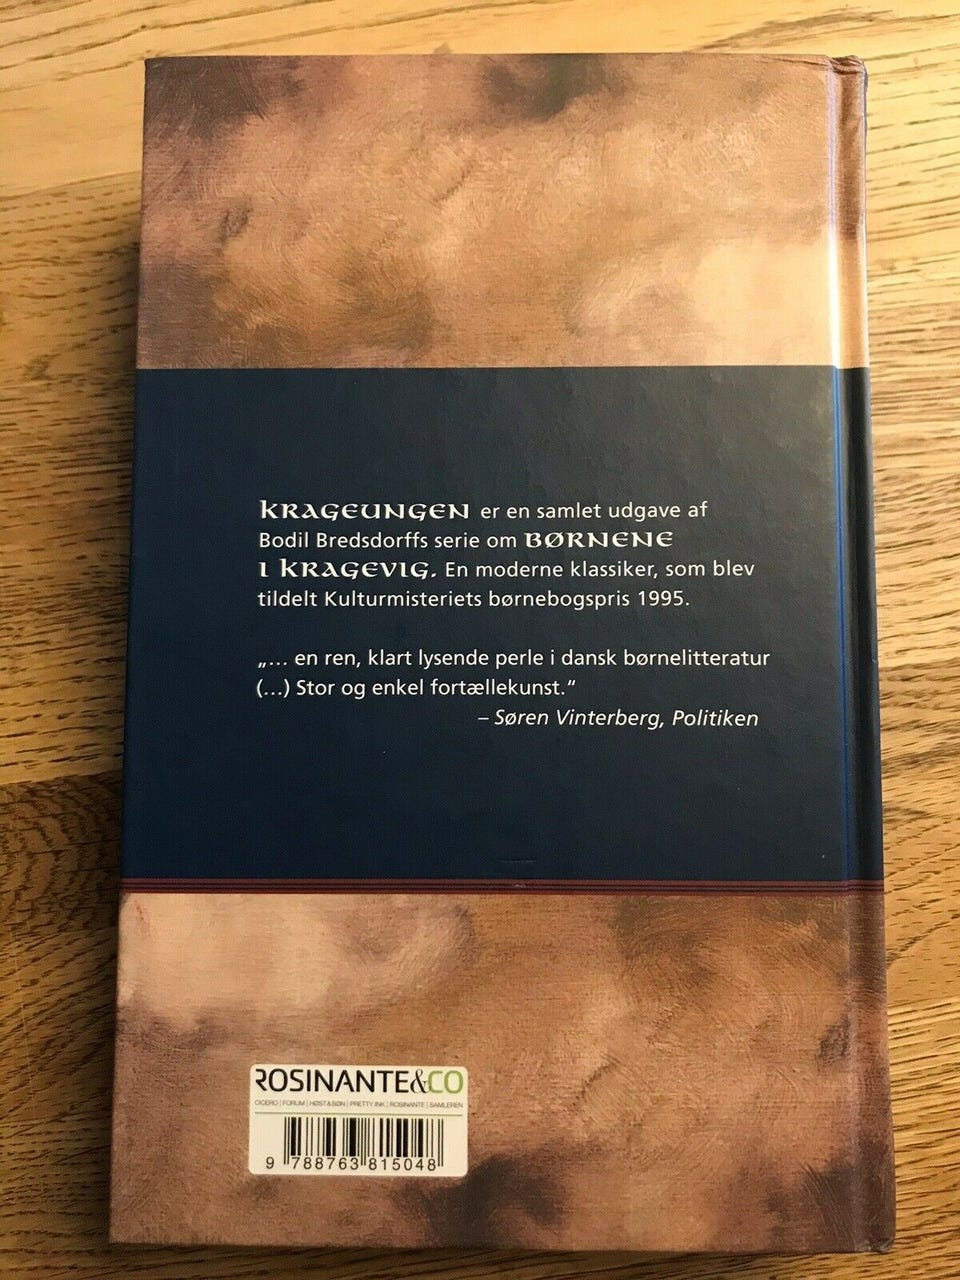 KRAGEUNGEN er en samlet udgave af
Bodil Bredsdorffs serie om BØRNENE
I KRAGEVIG. En moderne klassiker, som blev
tildelt Kulturmisteriets børnebogspris 1995.
„... en ren, klart lysende perle i dansk børnelitteratur
(...) Stor og enkel fortællekunst.“
– Søren Vinterberg, Politiken
ROSINANTE&CO
CICERO | FORUM | HØST & SØN | PRETTY INK | ROSINANTE | SAMLEREN
9 788763 815048